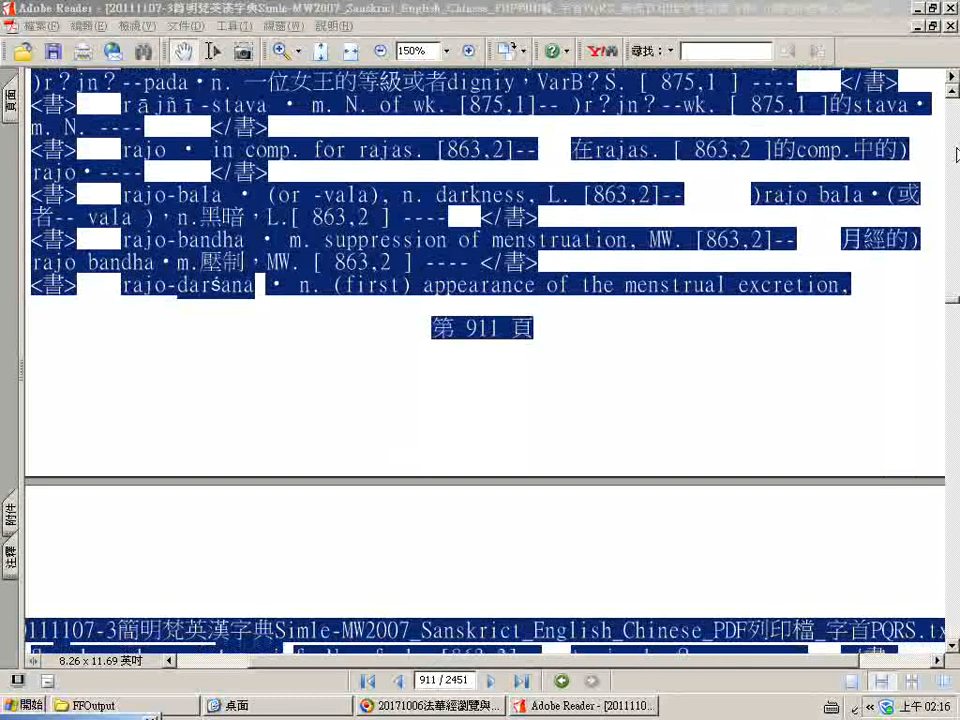 Adobe Reader - [20111107-3簡明梵英漢字典Simle-MW2007_Sanskrict_English_Chinese_PDF列印檔_字首PQRS
檔案(F) 編輯(E) 檢視(V) 文件(D) 工具(T) 視窗(W) 說明(H)
150% 尋找:
)r？jn？--pada‧n. 一位女王的等級或者digniy，VarB？S. [ 875,1 ] ---- </書>
<書> rājñī-stava ‧ m. N. of wk. [875,1]-- )r？jn？--wk. [ 875,1 ]的stava‧
m. N. ---- </書>
<書> rajo ‧ in comp. for rajas. [863,2]-- 在rajas. [ 863,2 ]的comp.中的)
rajo‧---- </書>
<書> rajo-bala ‧ (or -vala), n. darkness, L. [863,2]-- )rajo bala‧(或
者-- vala )，n.黑暗，L.[ 863,2 ] ---- </書>
<書> rajo-bandha ‧ m. suppression of menstruation, MW. [863,2]-- 月經的)
rajo bandha‧m.壓制，MW. [ 863,2 ] ---- </書>
<書> rajo-darśana ‧ n. (first) appearance of the menstrual excretion,
第 911 頁
頁面
附件
註釋
111107-3簡明梵英漢字典Simle-MW2007_Sanskrict_English_Chinese_PDF列印檔_字首PQRS.tx
8.26 x 11.69 英吋
911 / 2451
開始 FFOutput 桌面 20171006法華經瀏覽與... Adobe Reader - [2011110... 上午 02:16